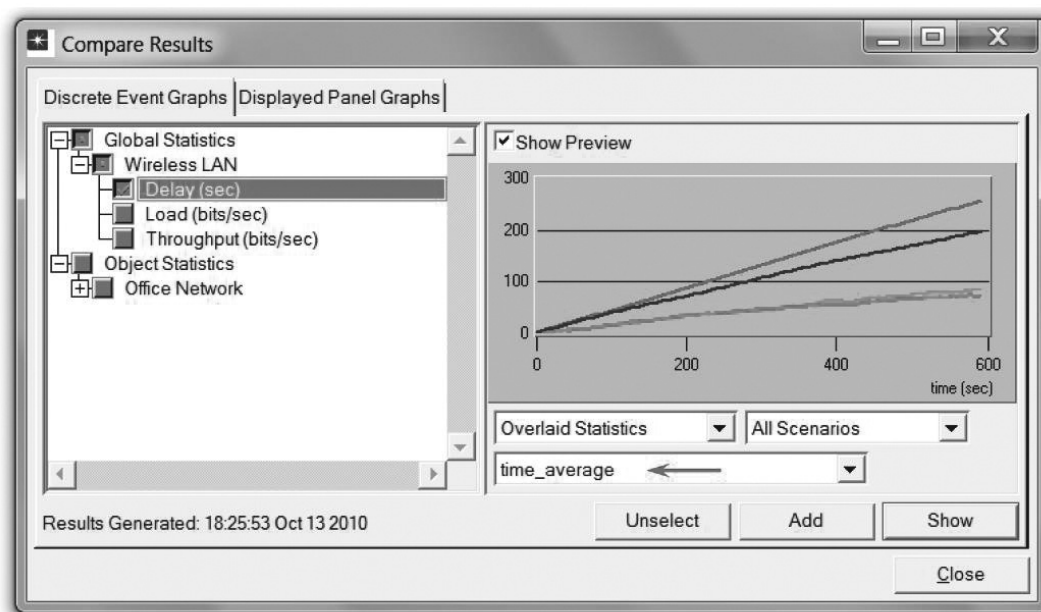 Compare Results
Discrete Event Graphs
Displayed Panel Graphs
Global Statistics
Wireless LAN
Delay (sec)
Load (bits/sec)
Throughput (bits/sec)
Object Statistics
Office Network
Show Preview
300
200
100
0
0 200 400 600
time (sec)
Overlaid Statistics
All Scenarios
time_average
Results Generated: 18:25:53 Oct 13 2010
Unselect
Add
Show
Close